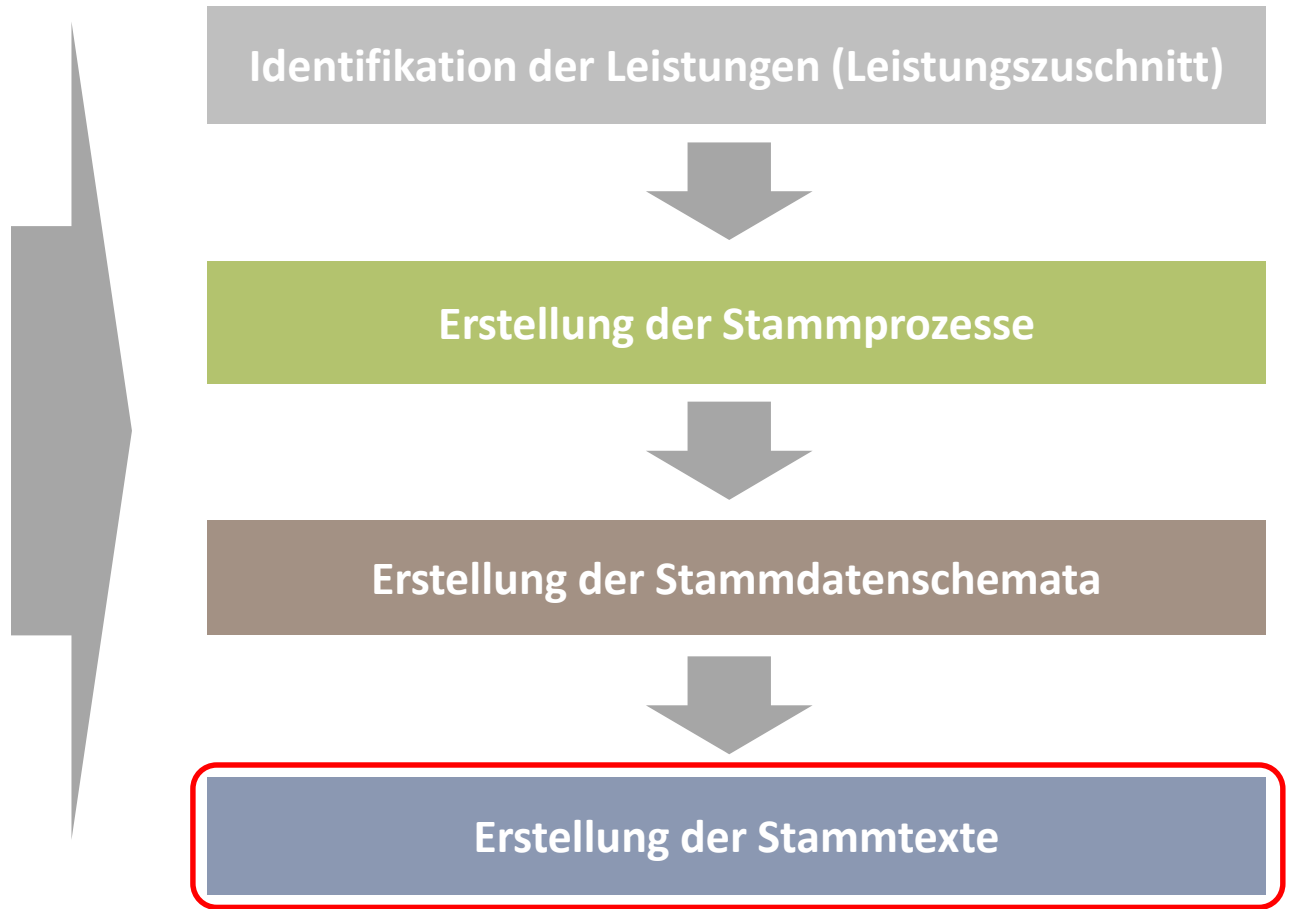 Identifikation der Leistungen (Leistungszuschnitt)
Erstellung der Stammprozesse
Erstellung der Stammdatenschemata
Erstellung der Stammtexte